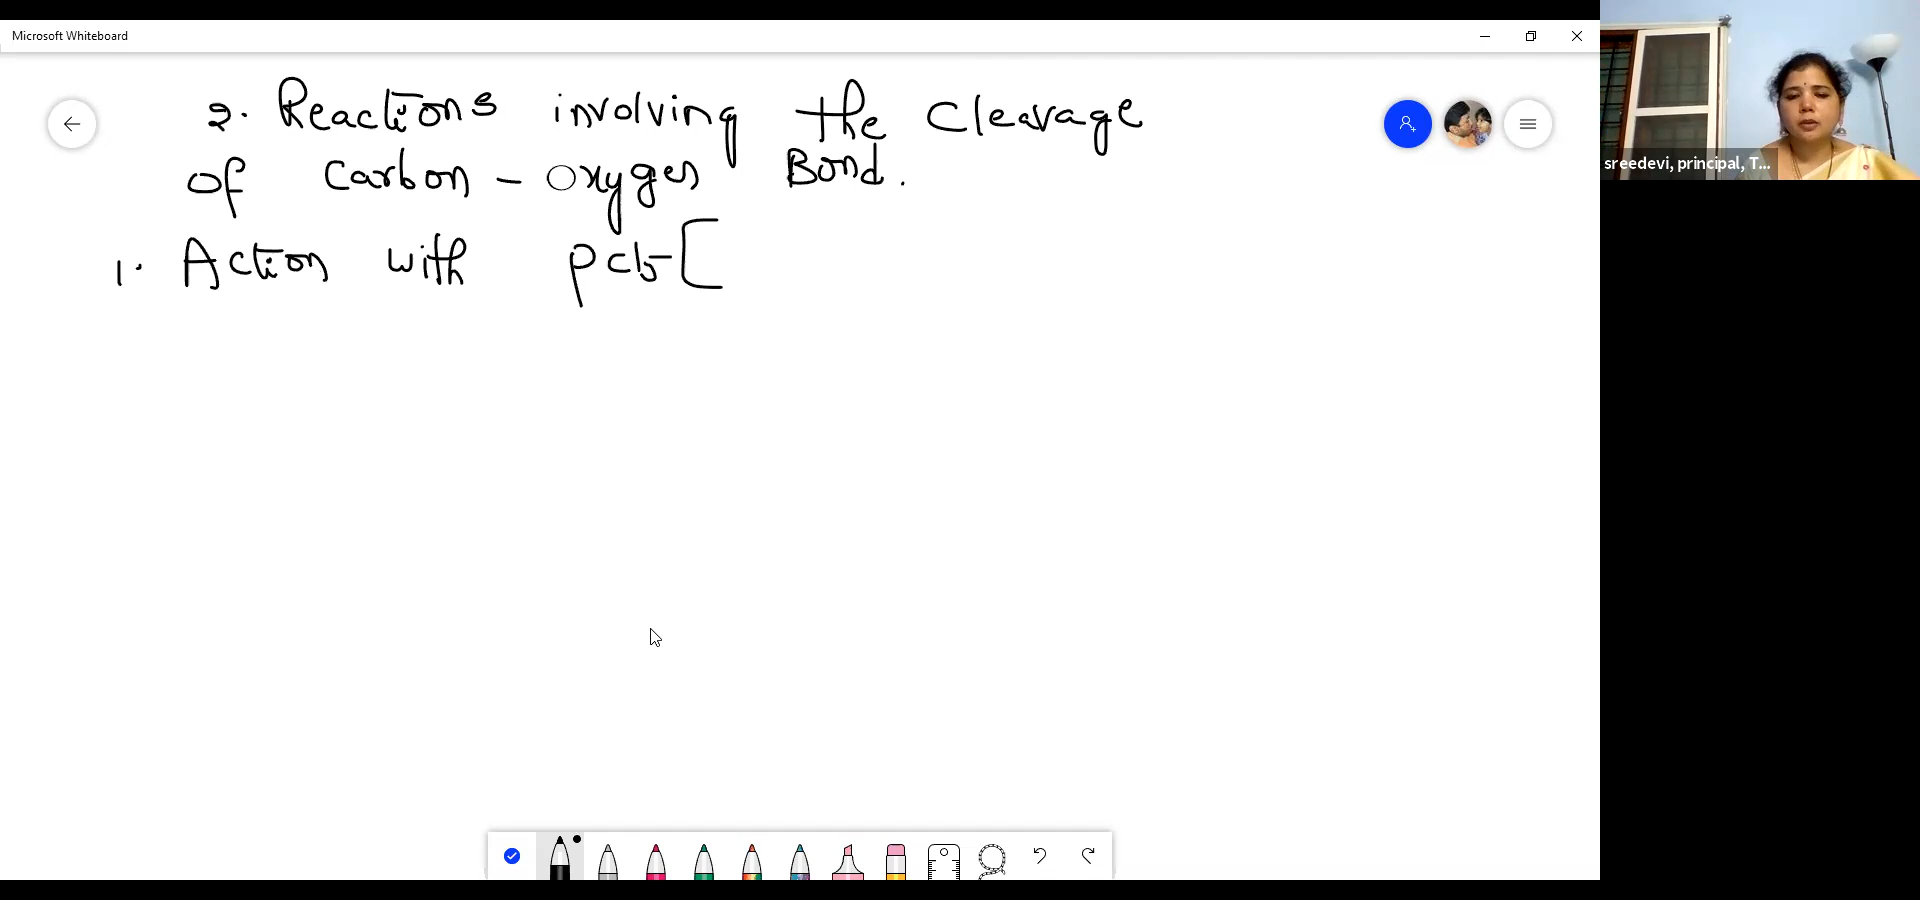 Microsoft Whiteboard
2. Reactions involving the Cleavage
of Carbon - Oxygen Bond.
1. Action with pcl5 [
sreedevi, principal, T...